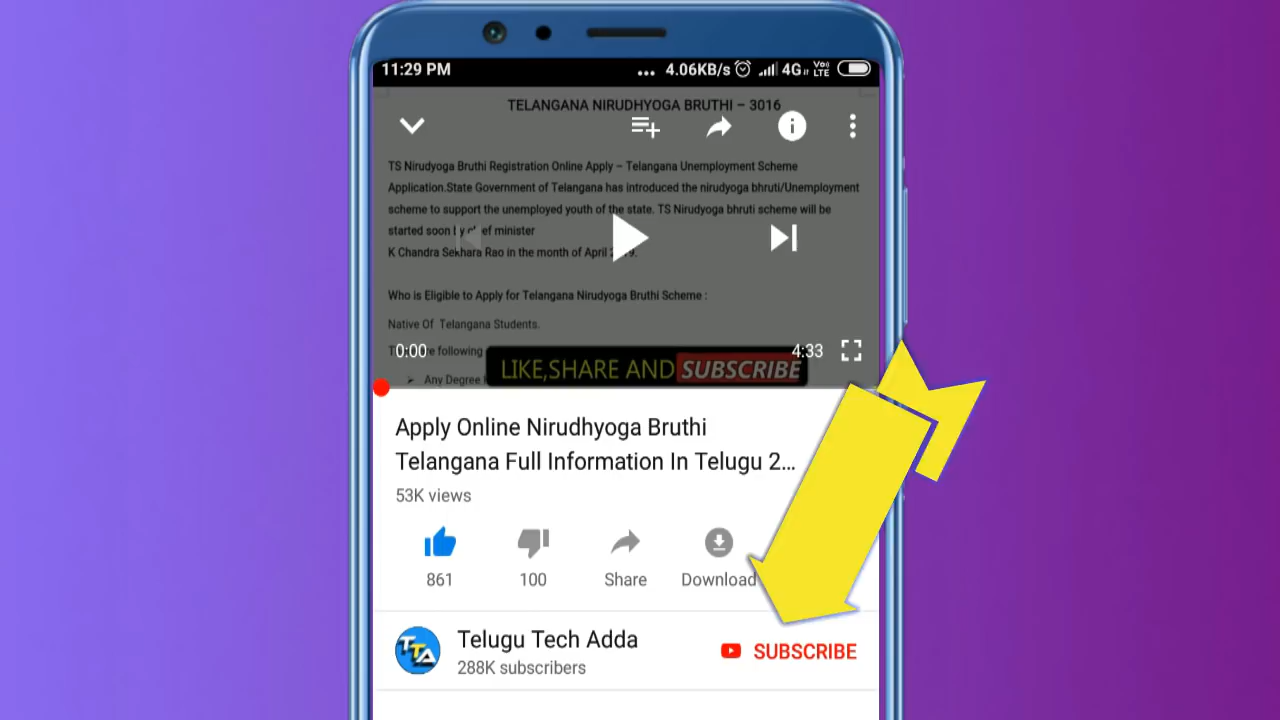 11:29 PM
... 4.06KB/s 4G VoLTE
TELANGANA NIRUDHYOGA BRUTHI – 3016
TS Nirudyoga Bruthi Registration Online Apply – Telangana Unemployment Scheme
Application.State Government of Telangana has introduced the nirudyoga bhruti/Unemployment
scheme to support the unemployed youth of the state. TS Nirudyoga bhruti scheme will be
started soon by chief minister
K Chandra Sekhara Rao in the month of April
Who is Eligible to Apply for Telangana Nirudyoga Bruthi Scheme :
Native Of Telangana Students.
following
0:00
4:33
LIKE,SHARE AND SUBSCRIBE
Any Degree
Apply Online Nirudhyoga Bruthi
Telangana Full Information In Telugu 2...
53K views
861
100
Share
Download
Telugu Tech Adda
288K subscribers
SUBSCRIBE
TTA